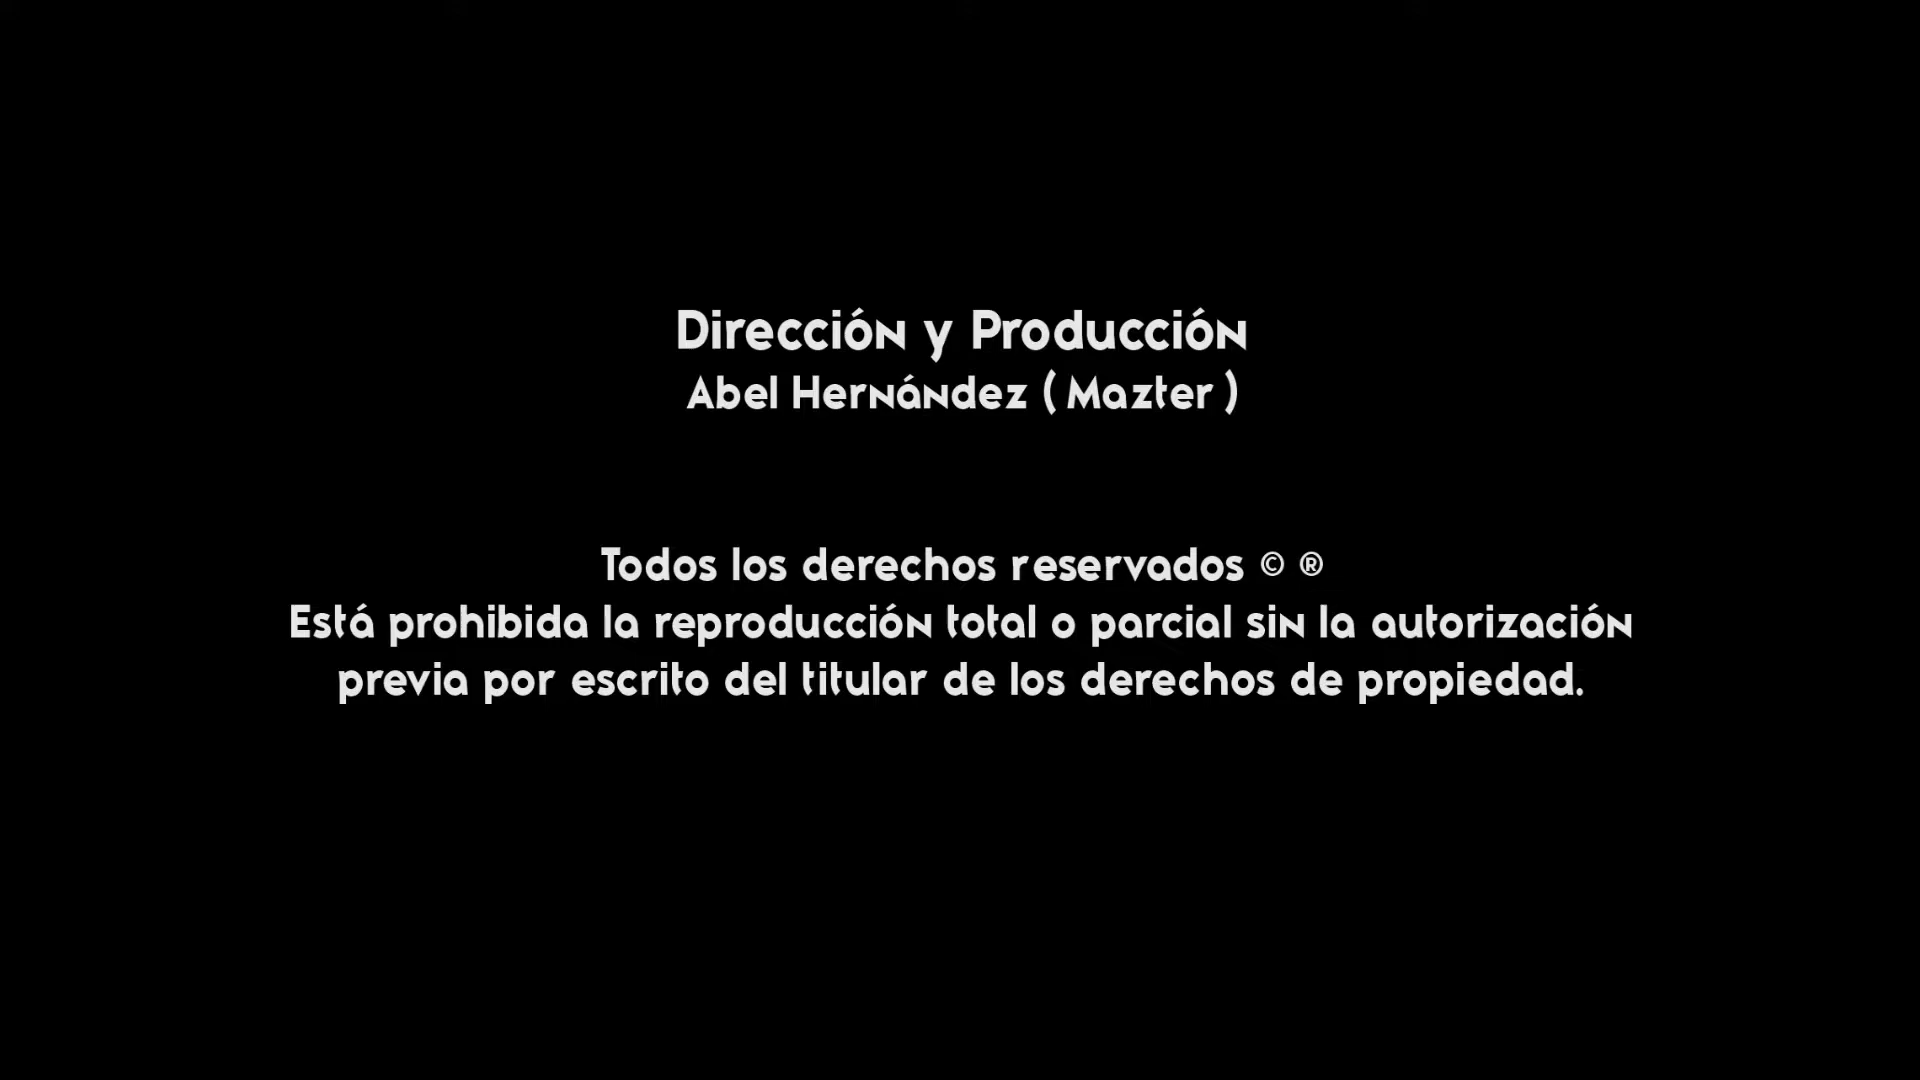 Dirección y Producción
Abel Hernández ( Mazter )
Todos los derechos reservados © ®
Está prohibida la reproducción total o parcial sin la autorización
previa por escrito del titular de los derechos de propiedad.